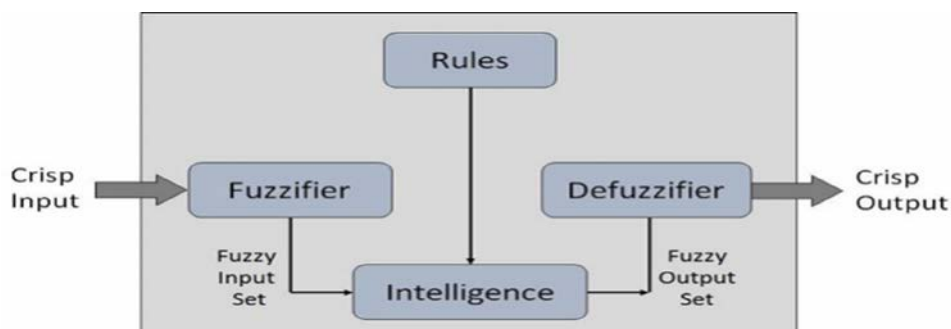 Rules
Crisp
Input
Fuzzifier
Defuzzifier
Crisp
Output
Fuzzy
Input
Set
Fuzzy
Output
Set
Intelligence